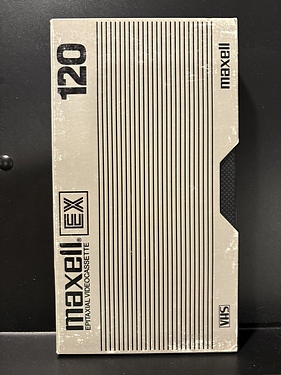 maxell® EX 120
EPITAXIAL VIDEOCASSETTE
VHS maxell